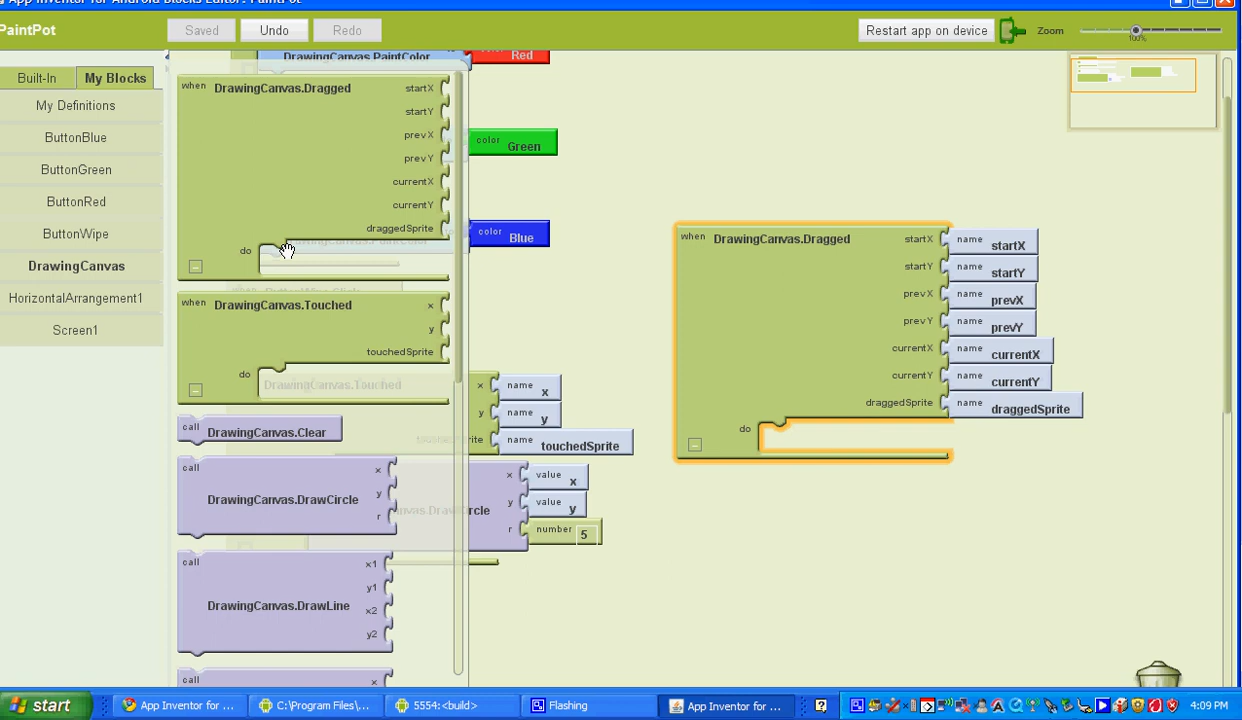 App Inventor for Android Blocks Editor: PaintPot
PaintPot
Saved
Undo
Redo
Restart app on device
Zoom
100%
Built-In
My Blocks
My Definitions
ButtonBlue
ButtonGreen
ButtonRed
ButtonWipe
DrawingCanvas
HorizontalArrangement1
Screen1
DrawingCanvas.PaintColor
color Red
when DrawingCanvas.Dragged
startX
startY
prevX
prevY
currentX
currentY
draggedSprite
do
color Green
color Blue
when DrawingCanvas.Touched
x
y
touchedSprite
do
DrawingCanvas.Touched
call DrawingCanvas.Clear
call DrawingCanvas.DrawCircle
x
y
r
call DrawingCanvas.DrawLine
x1
y1
x2
y2
call
x
x name x
y name y
name touchedSprite
x value x
y value y
r number 5
when DrawingCanvas.Dragged
startX name startX
startY name startY
prevX name prevX
prevY name prevY
currentX name currentX
currentY name currentY
draggedSprite name draggedSprite
do
start
App Inventor for ...
C:\Program Files\...
5554:<build>
Flashing
App Inventor for ...
4:09 PM